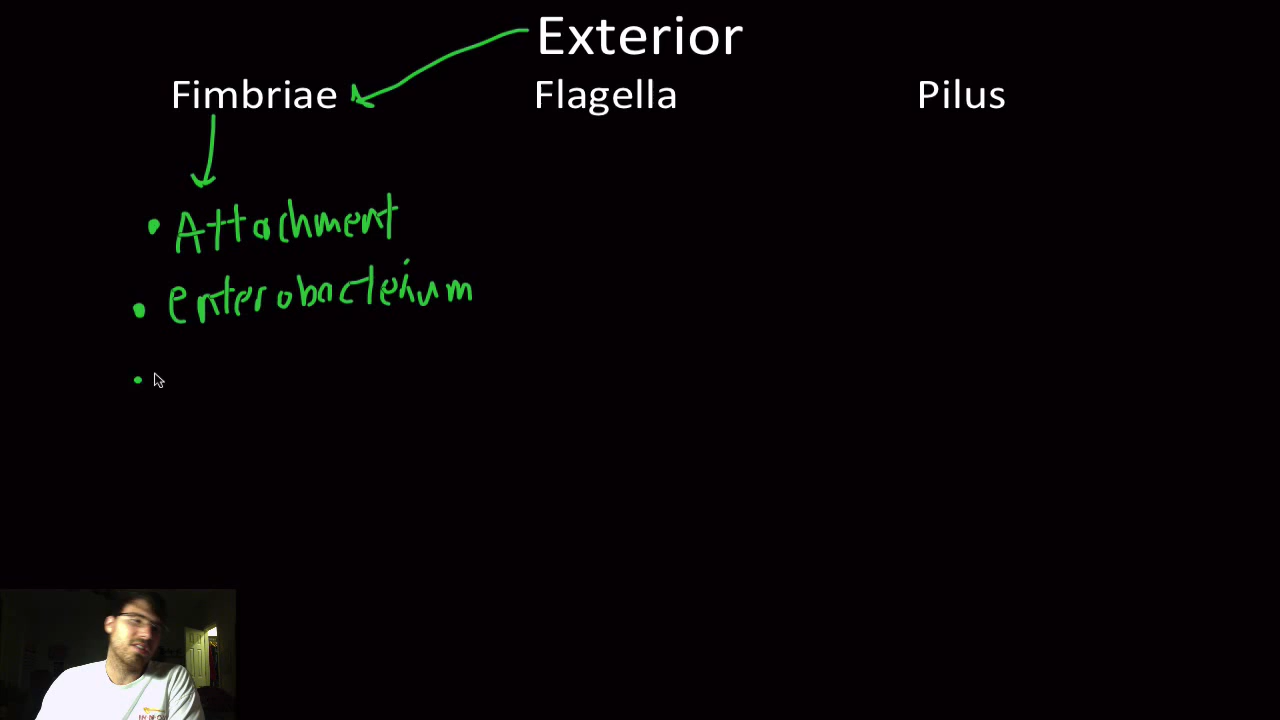 Exterior
Fimbriae Flagella Pilus
• Attachment
• enterobacterium
•